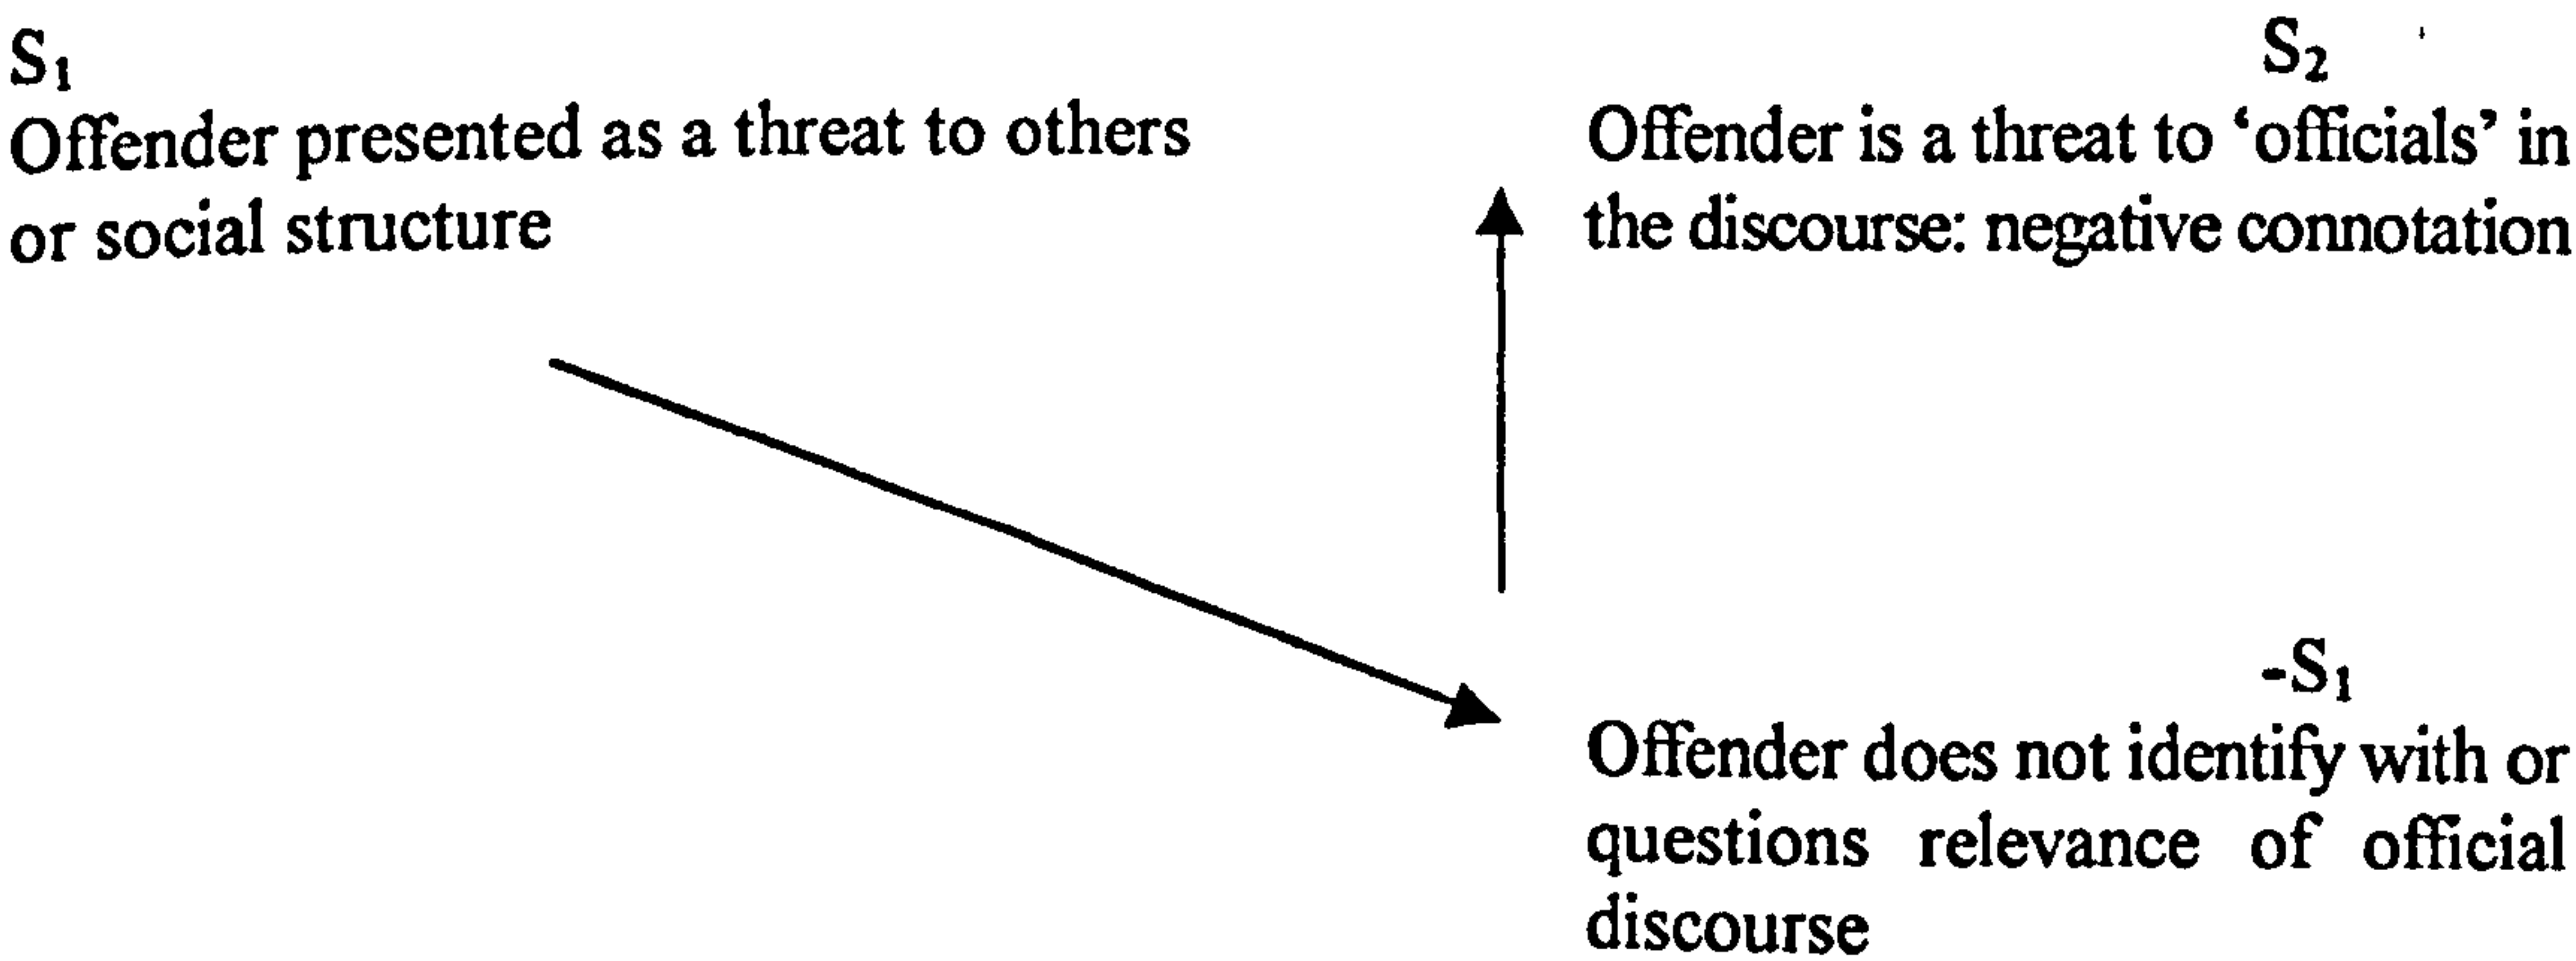 S₁
Offender presented as a threat to others
or social structure
S₂
Offender is a threat to ‘officials’ in
the discourse: negative connotation
-S₁
Offender does not identify with or
questions relevance of official
discourse